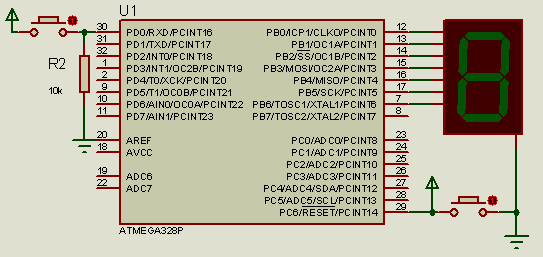 U1
30 PD0/RXD/PCINT16 PB0/ICP1/CLKO/PCINT0 12
31 PD1/TXD/PCINT17 PB1/OC1A/PCINT1 13
32 PD2/INT0/PCINT18 PB2/SS/OC1B/PCINT2 14
1 PD3/INT1/OC2B/PCINT19 PB3/MOSI/OC2A/PCINT3 15
2 PD4/T0/XCK/PCINT20 PB4/MISO/PCINT4 16
9 PD5/T1/OC0B/PCINT21 PB5/SCK/PCINT5 17
10 PD6/AIN0/OC0A/PCINT22 PB6/TOSC1/XTAL1/PCINT6 7
11 PD7/AIN1/PCINT23 PB7/TOSC2/XTAL2/PCINT7 8
R2
10k
20 AREF PC0/ADC0/PCINT8 23
18 AVCC PC1/ADC1/PCINT9 24
PC2/ADC2/PCINT10 25
19 ADC6 PC3/ADC3/PCINT11 26
22 ADC7 PC4/ADC4/SDA/PCINT12 27
PC5/ADC5/SCL/PCINT13 28
PC6/RESET/PCINT14 29
ATMEGA328P